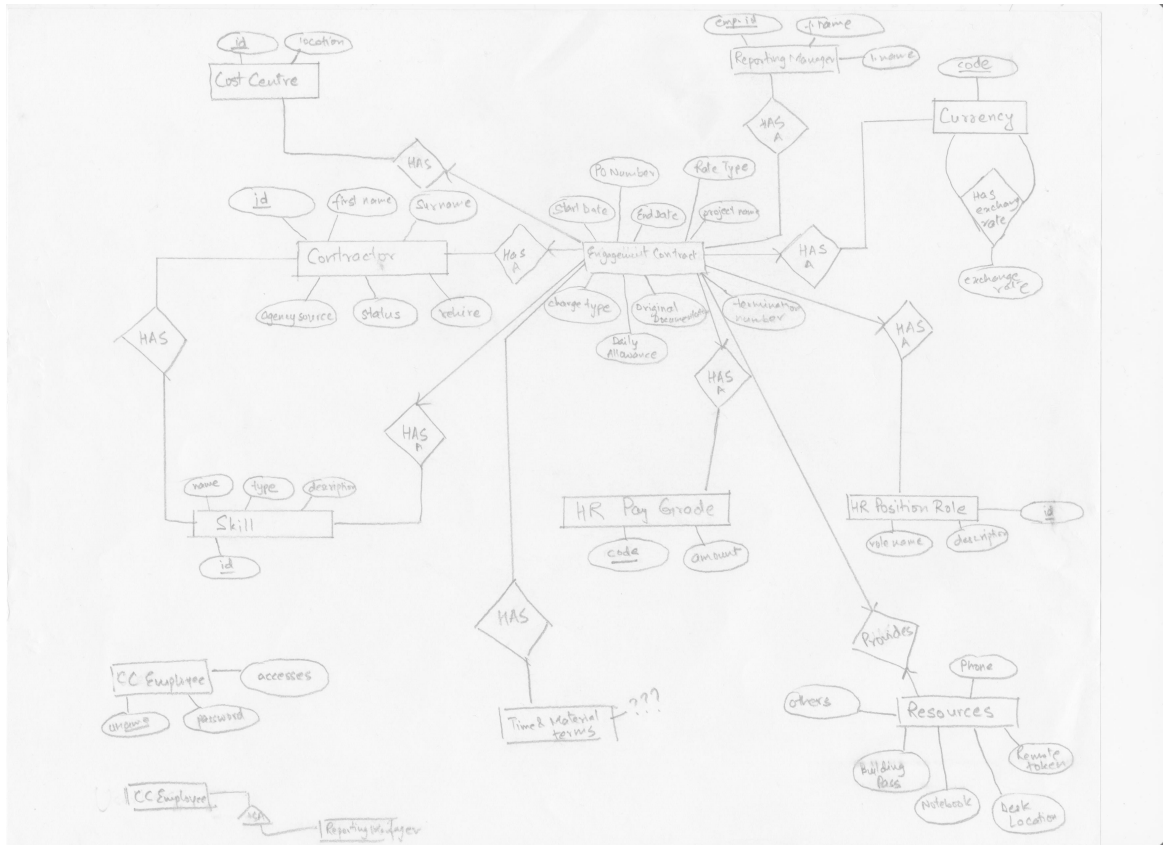 emp id
f.name
id
location
Reporting Manager
l.name
code
Cost Centre
Currency
HAS
A
HAS
PO Number
Rate Type
Has
exchang
rate
id
first name
Surname
Start Date
End Date
project name
Contractor
Has
A
Engagement Contract
HAS
A
exchange
rate
agency source
status
rehire
charge type
original
Documentation
termination
number
Daily
Allowance
HAS
HAS
A
HAS
A
HAS
A
name
type
description
Skill
id
HR Pay Grade
code
amount
HR Position Role
id
role name
description
HAS
Provides
CC Employee
accesses
uname
password
Time & Material
terms
???
Phone
others
Resources
Building
Pass
Notebook
Desk
Location
Remote
token
CC Employee
ISA
Reporting Manager